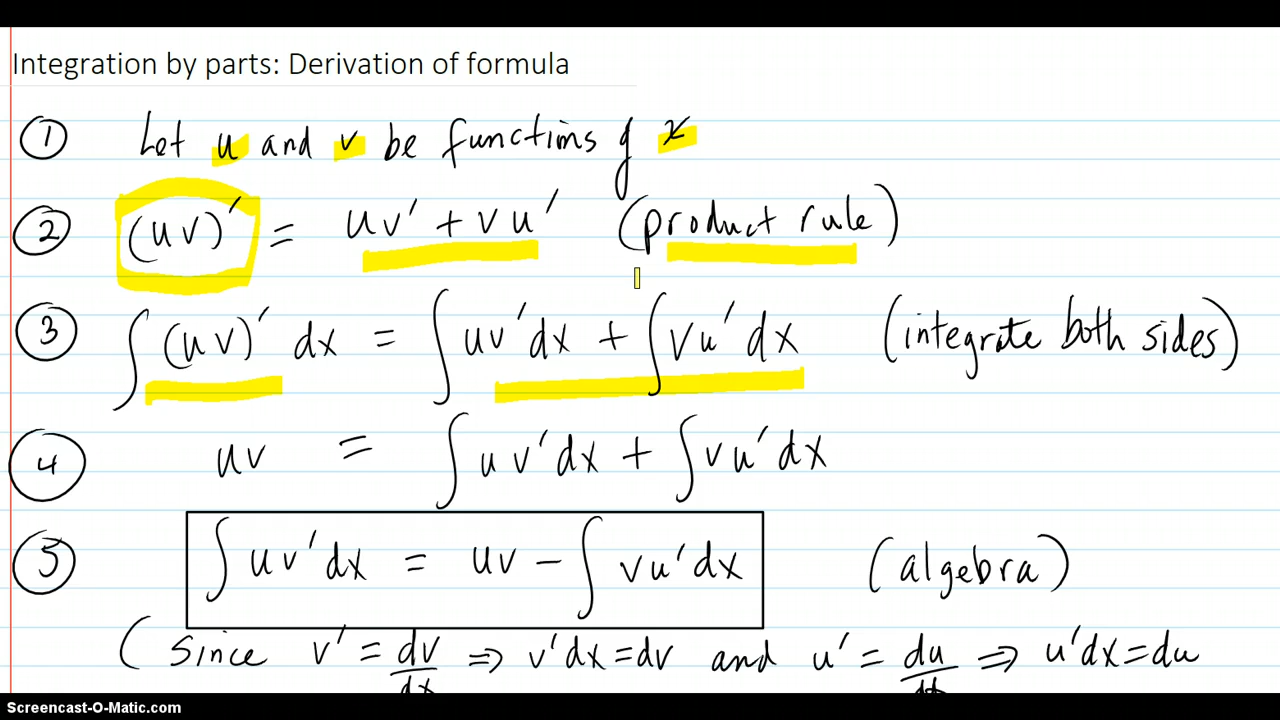 Integration by parts: Derivation of formula
① Let u and v be functions of x
② (uv)′ = uv′ + vu′ (product rule)
③ ∫(uv)′ dx = ∫uv′dx + ∫vu′dx (integrate both sides)
④ uv = ∫uv′dx + ∫vu′dx
⑤ ∫uv′dx = uv − ∫vu′dx (algebra)
(Since v′ = dv/dx ⇒ v′dx = dv and u′ = du/ ⇒ u′dx = du
Screencast-O-Matic.com